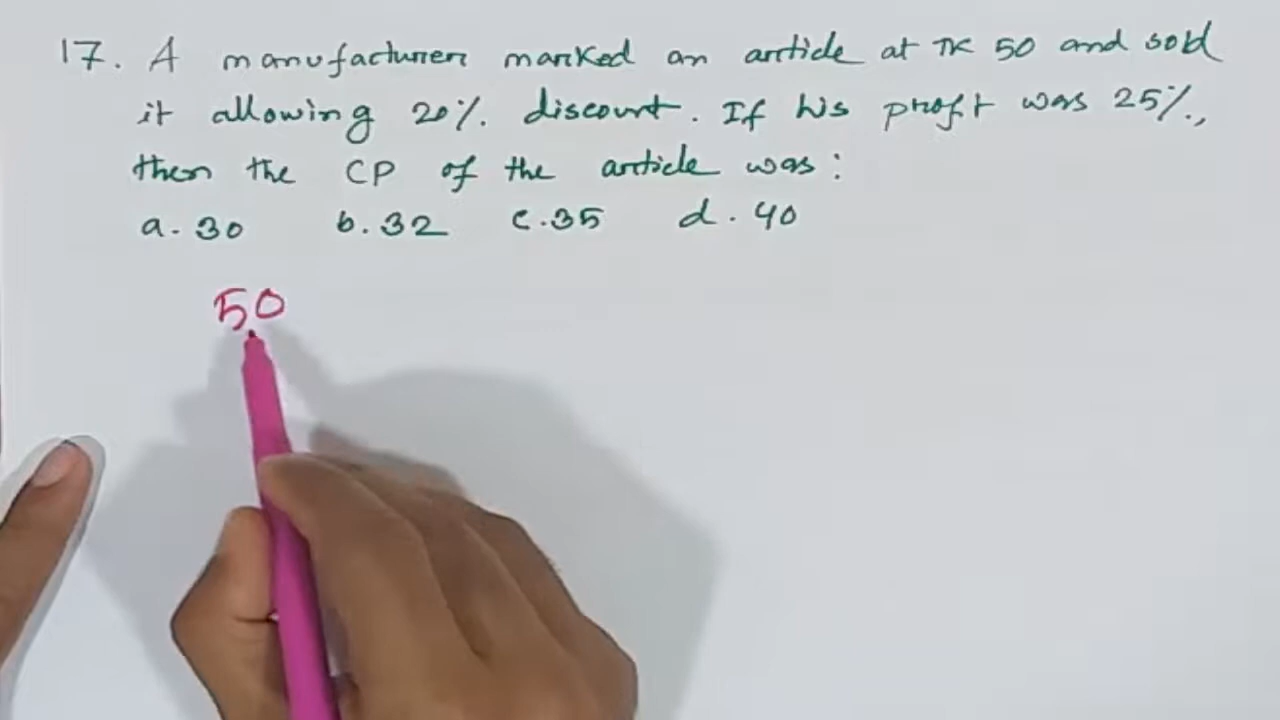 17. A manufacturer marked an article at TK 50 and sold
it allowing 20% discount. If his profit was 25%.,
then the CP of the article was:
a. 30 b. 32 c. 35 d. 40
50